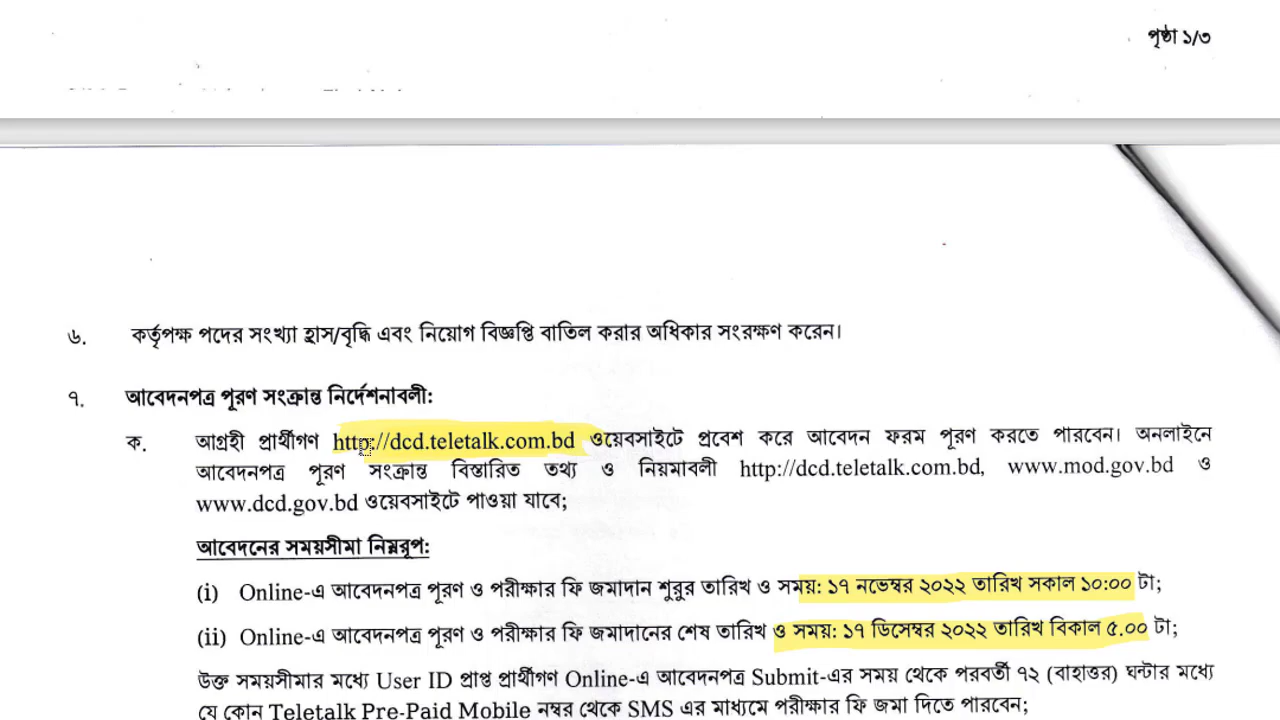 পৃষ্ঠা ১/৩
৬. কর্তৃপক্ষ পদের সংখ্যা হ্রাস/বৃদ্ধি এবং নিয়োগ বিজ্ঞপ্তি বাতিল করার অধিকার সংরক্ষণ করেন।
৭. আবেদনপত্র পূরণ সংক্রান্ত নির্দেশনাবলী:
ক. আগ্রহী প্রার্থীগণ http://dcd.teletalk.com.bd ওয়েবসাইটে প্রবেশ করে আবেদন ফরম পূরণ করতে পারবেন। অনলাইনে
আবেদনপত্র পূরণ সংক্রান্ত বিস্তারিত তথ্য ও নিয়মাবলী http://dcd.teletalk.com.bd, www.mod.gov.bd ও
www.dcd.gov.bd ওয়েবসাইটে পাওয়া যাবে;
আবেদনের সময়সীমা নিম্নরূপ:
(i) Online-এ আবেদনপত্র পূরণ ও পরীক্ষার ফি জমাদান শুরুর তারিখ ও সময়: ১৭ নভেম্বর ২০২২ তারিখ সকাল ১০:০০ টা;
(ii) Online-এ আবেদনপত্র পূরণ ও পরীক্ষার ফি জমাদানের শেষ তারিখ ও সময়: ১৭ ডিসেম্বর ২০২২ তারিখ বিকাল ৫.০০ টা;
উক্ত সময়সীমার মধ্যে User ID প্রাপ্ত প্রার্থীগণ Online-এ আবেদনপত্র Submit-এর সময় থেকে পরবর্তী ৭২ (বাহাত্তর) ঘন্টার মধ্যে
যে কোন Teletalk Pre-Paid Mobile নম্বর থেকে SMS এর মাধ্যমে পরীক্ষার ফি জমা দিতে পারবেন;